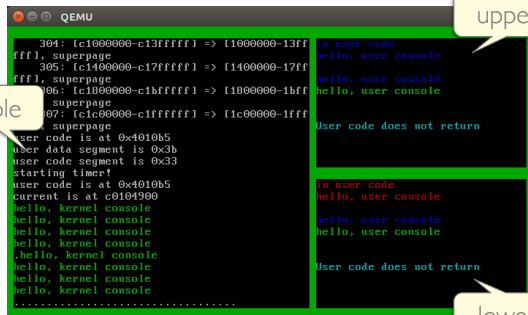 QEMU
304: [c1000000-c13fffff] => [1000000-13ff
fff], superpage
305: [c1400000-c17fffff] => [1400000-17ff
fff], superpage
306: [c1800000-c1bfffff] => [1800000-1bff
superpage
307: [c1c00000-c1ffffff] => [1c00000-1fff
superpage
user code is at 0x4010b5
user data segment is 0x3b
user code segment is 0x33
starting timer!
user code is at 0x4010b5
current is at c0104900
hello, kernel console
hello, kernel console
hello, kernel console
hello, kernel console
.hello, kernel console
hello, kernel console
hello, kernel console
hello, kernel console
..................................
in user code
hello, user console
hello, user console
hello, user console
User code does not return
in user code
hello, user console
hello, user console
hello, user console
User code does not return
uppe
ole
lowe